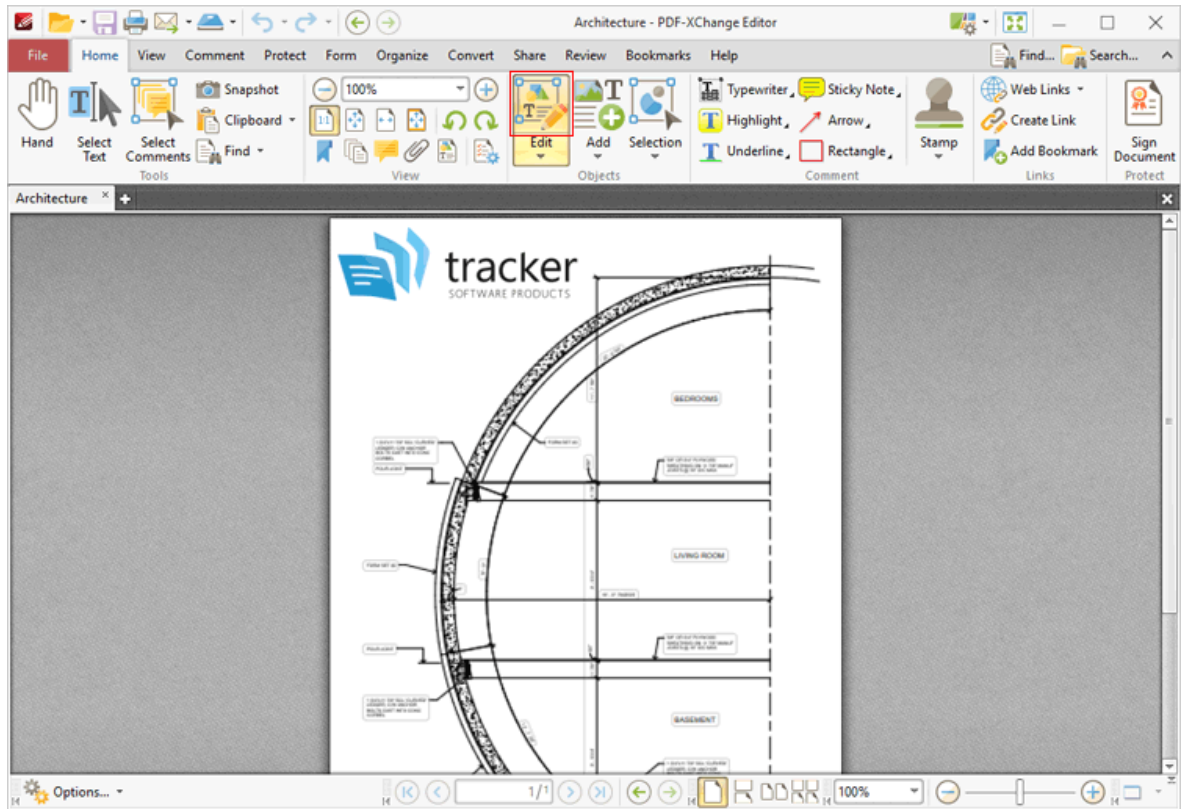 Architecture - PDF-XChange Editor
File Home View Comment Protect Form Organize Convert Share Review Bookmarks Help Find... Search...
Hand
Select Text
Select Comments
Snapshot
Clipboard
Find
Tools
100%
1:1
View
Edit
Add
Selection
Objects
Typewriter
Sticky Note
Highlight
Arrow
Underline
Rectangle
Stamp
Comment
Web Links
Create Link
Add Bookmark
Links
Sign Document
Protect
Architecture
tracker
SOFTWARE PRODUCTS
BEDROOMS
LIVING ROOM
BASEMENT
Options...
1/1
100%